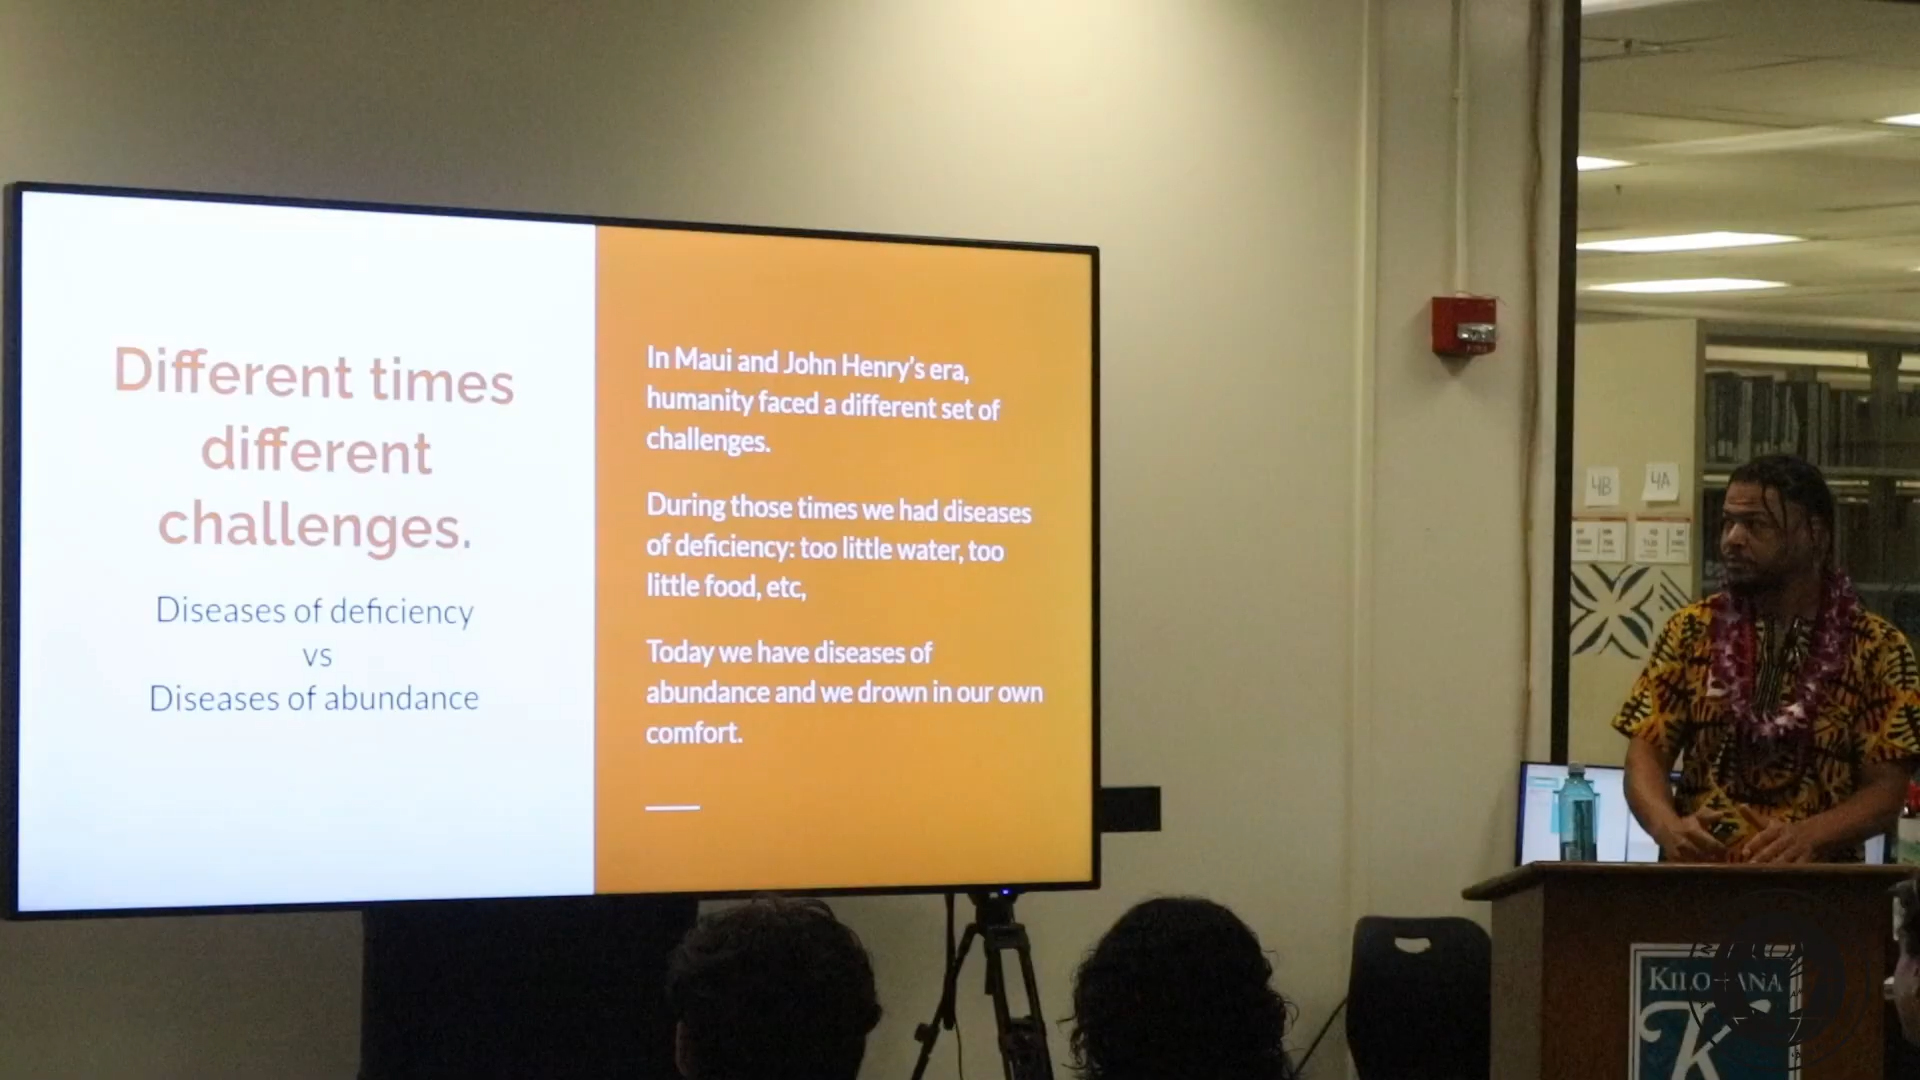 Different times
different
challenges.
Diseases of deficiency
vs
Diseases of abundance
In Maui and John Henry's era,
humanity faced a different set of
challenges.
During those times we had diseases
of deficiency: too little water, too
little food, etc,
Today we have diseases of
abundance and we drown in our own
comfort.
FIRE
4B
4A
K